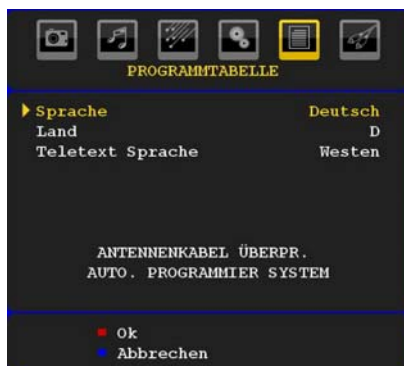 PROGRAMMTABELLE
Sprache Deutsch
Land D
Teletext Sprache Westen
ANTENNENKABEL ÜBERPR.
AUTO. PROGRAMMIER SYSTEM
Ok
Abbrechen